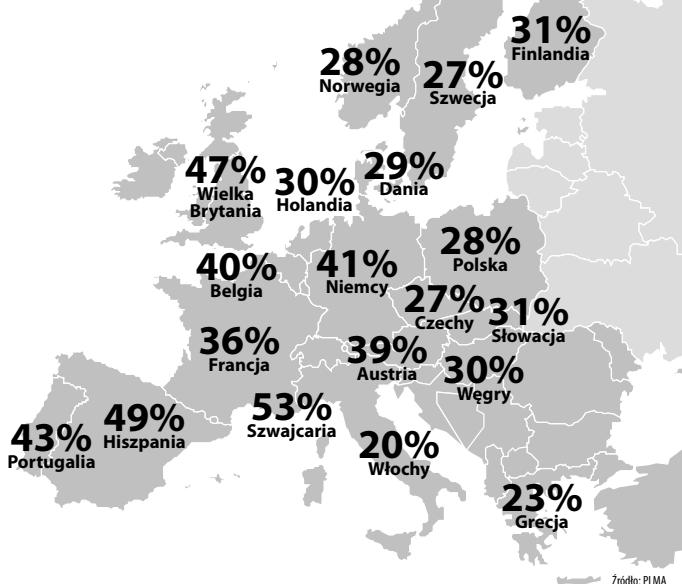 31%
Finlandia
28%
Norwegia
27%
Szwecja
47%
Wielka
Brytania
30%
Holandia
29%
Dania
28%
Polska
40%
Belgia
41%
Niemcy
27%
Czechy
31%
Słowacja
36%
Francja
39%
Austria
30%
Węgry
53%
Szwajcaria
49%
Hiszpania
43%
Portugalia
20%
Włochy
23%
Grecja
Źródło: PLMA